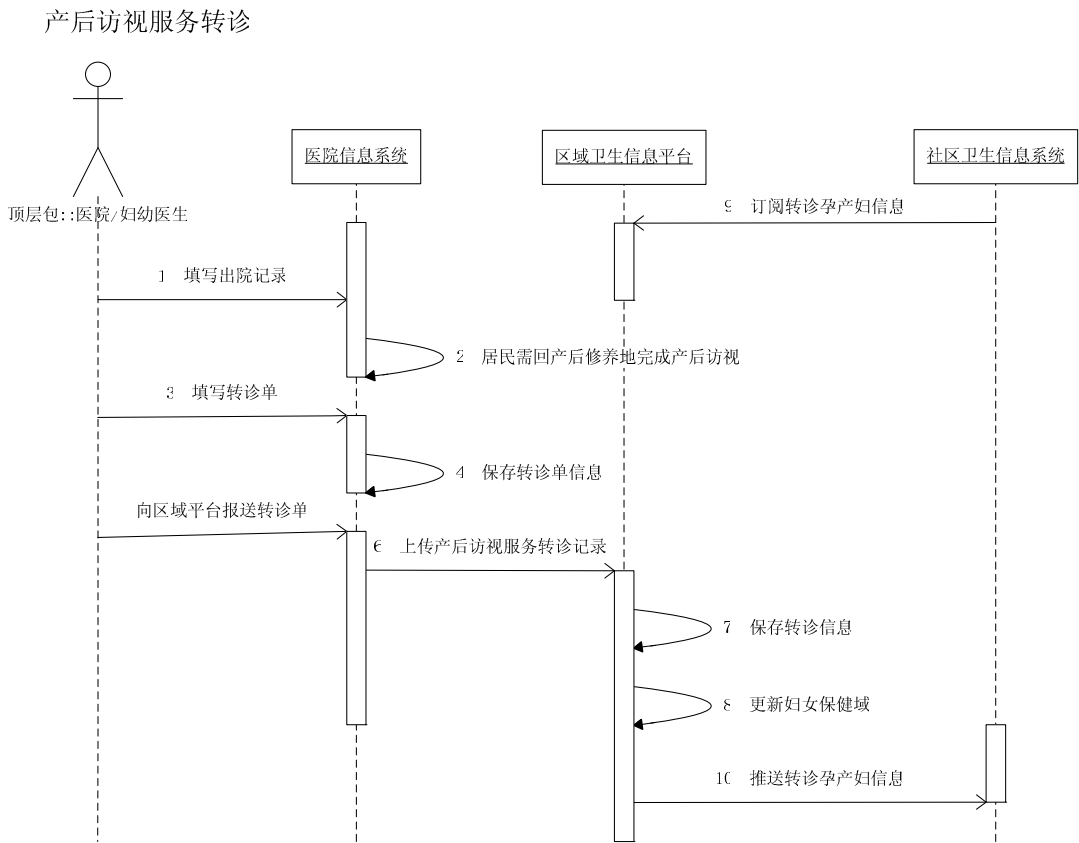 产后访视服务转诊
医院信息系统
区域卫生信息平台
社区卫生信息系统
顶层包::医院/妇幼医生
9 订阅转诊孕产妇信息
1 填写出院记录
2 居民需回产后修养地完成产后访视
3 填写转诊单
4 保存转诊单信息
向区域平台报送转诊单
6 上传产后访视服务转诊记录
7 保存转诊信息
8 更新妇女保健域
10 推送转诊孕产妇信息